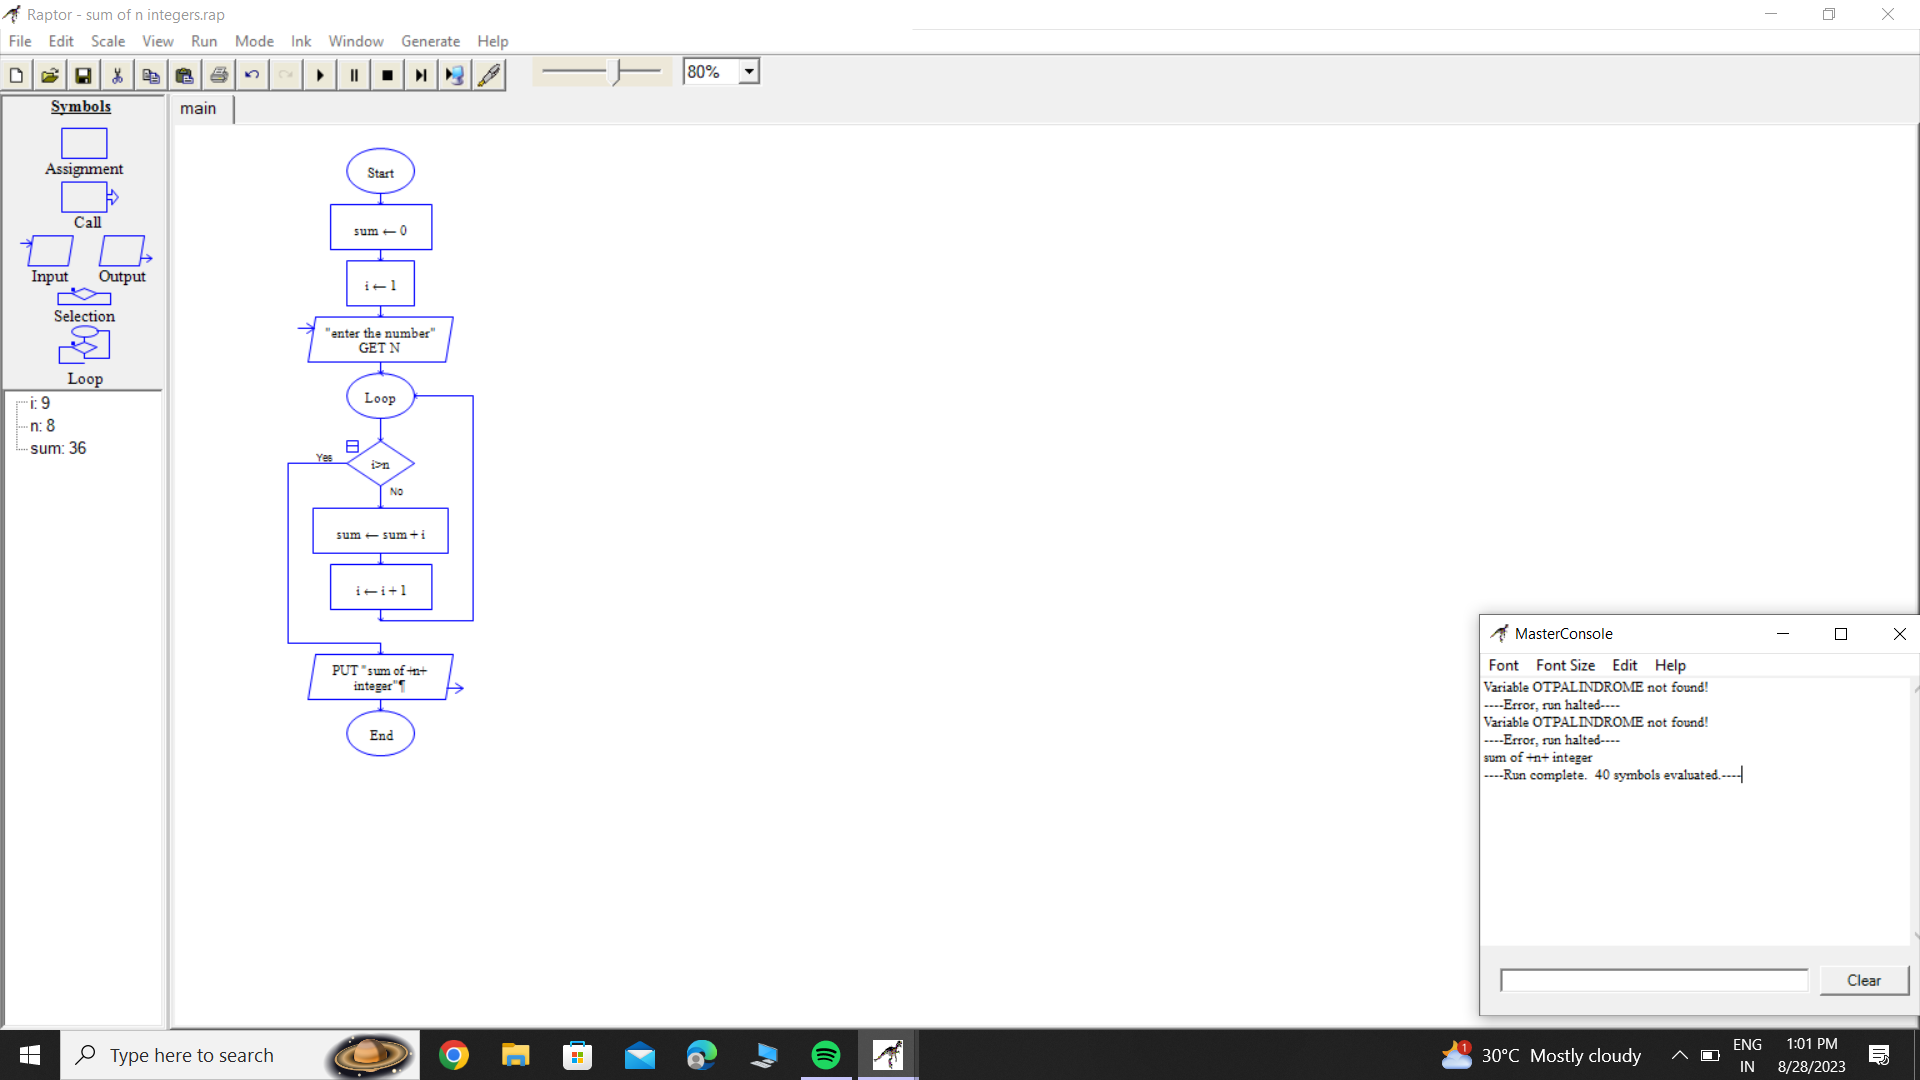 Raptor - sum of n integers.rap
File Edit Scale View Run Mode Ink Window Generate Help
80%
Symbols
main
Assignment
Call
Input Output
Selection
Loop
i: 9
n: 8
sum: 36
Start
sum ← 0
i ← 1
"enter the number"
GET N
Loop
Yes
i>n
No
sum ← sum + i
i ← i + 1
PUT "sum of +n+
integer"¶
End
MasterConsole
Font Font Size Edit Help
Variable OTPALINDROME not found!
----Error, run halted----
Variable OTPALINDROME not found!
----Error, run halted----
sum of +n+ integer
----Run complete. 40 symbols evaluated.----
Clear
Type here to search
1
30°C Mostly cloudy
ENG
IN
1:01 PM
8/28/2023